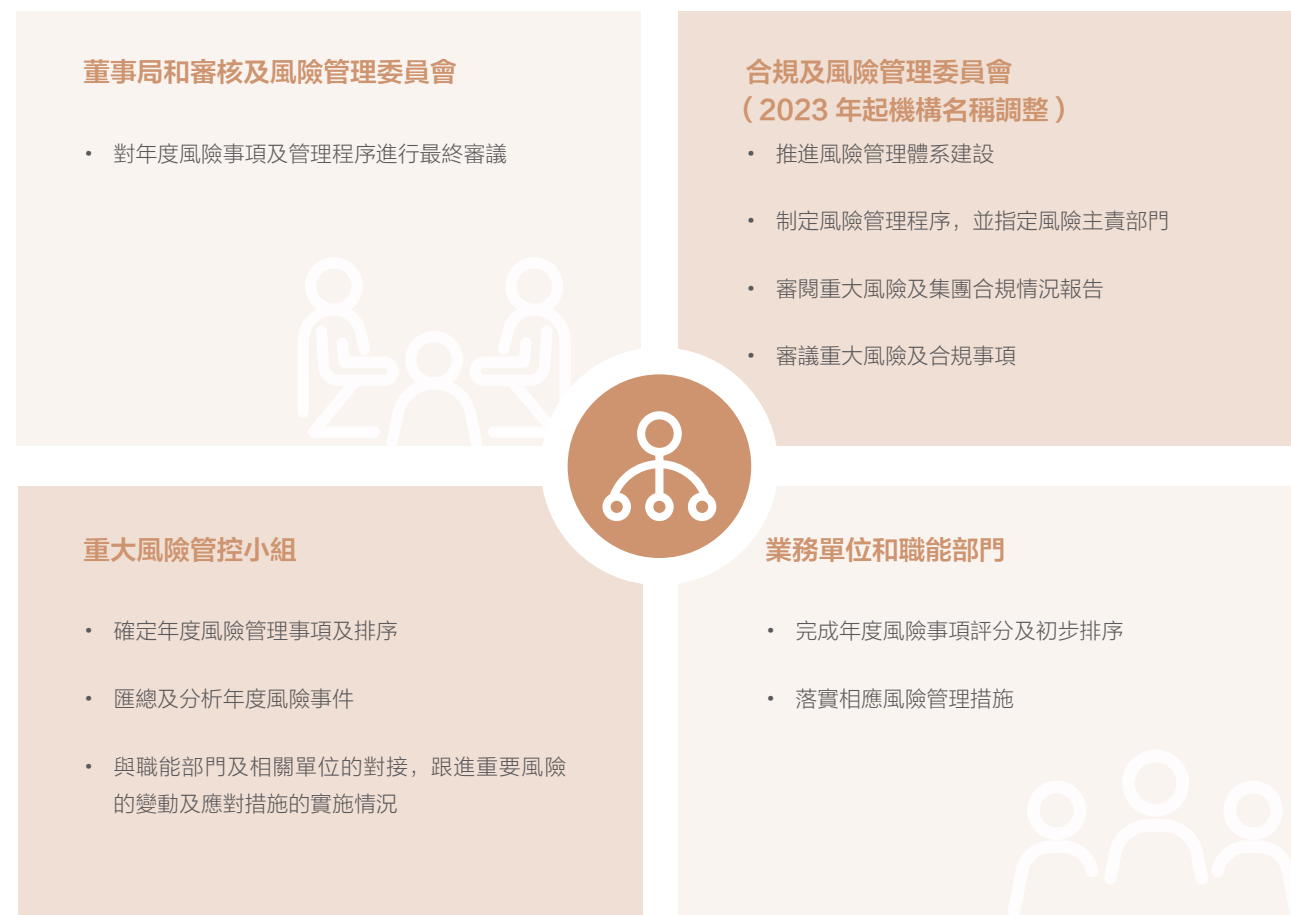 董事局和審核及風險管理委員會
• 對年度風險事項及管理程序進行最終審議
合規及風險管理委員會
（2023 年起機構名稱調整）
• 推進風險管理體系建設
• 制定風險管理程序，並指定風險主責部門
• 審閱重大風險及集團合規情況報告
• 審議重大風險及合規事項
重大風險管控小組
• 確定年度風險管理事項及排序
• 匯總及分析年度風險事件
• 與職能部門及相關單位的對接，跟進重要風險
的變動及應對措施的實施情況
業務單位和職能部門
• 完成年度風險事項評分及初步排序
• 落實相應風險管理措施